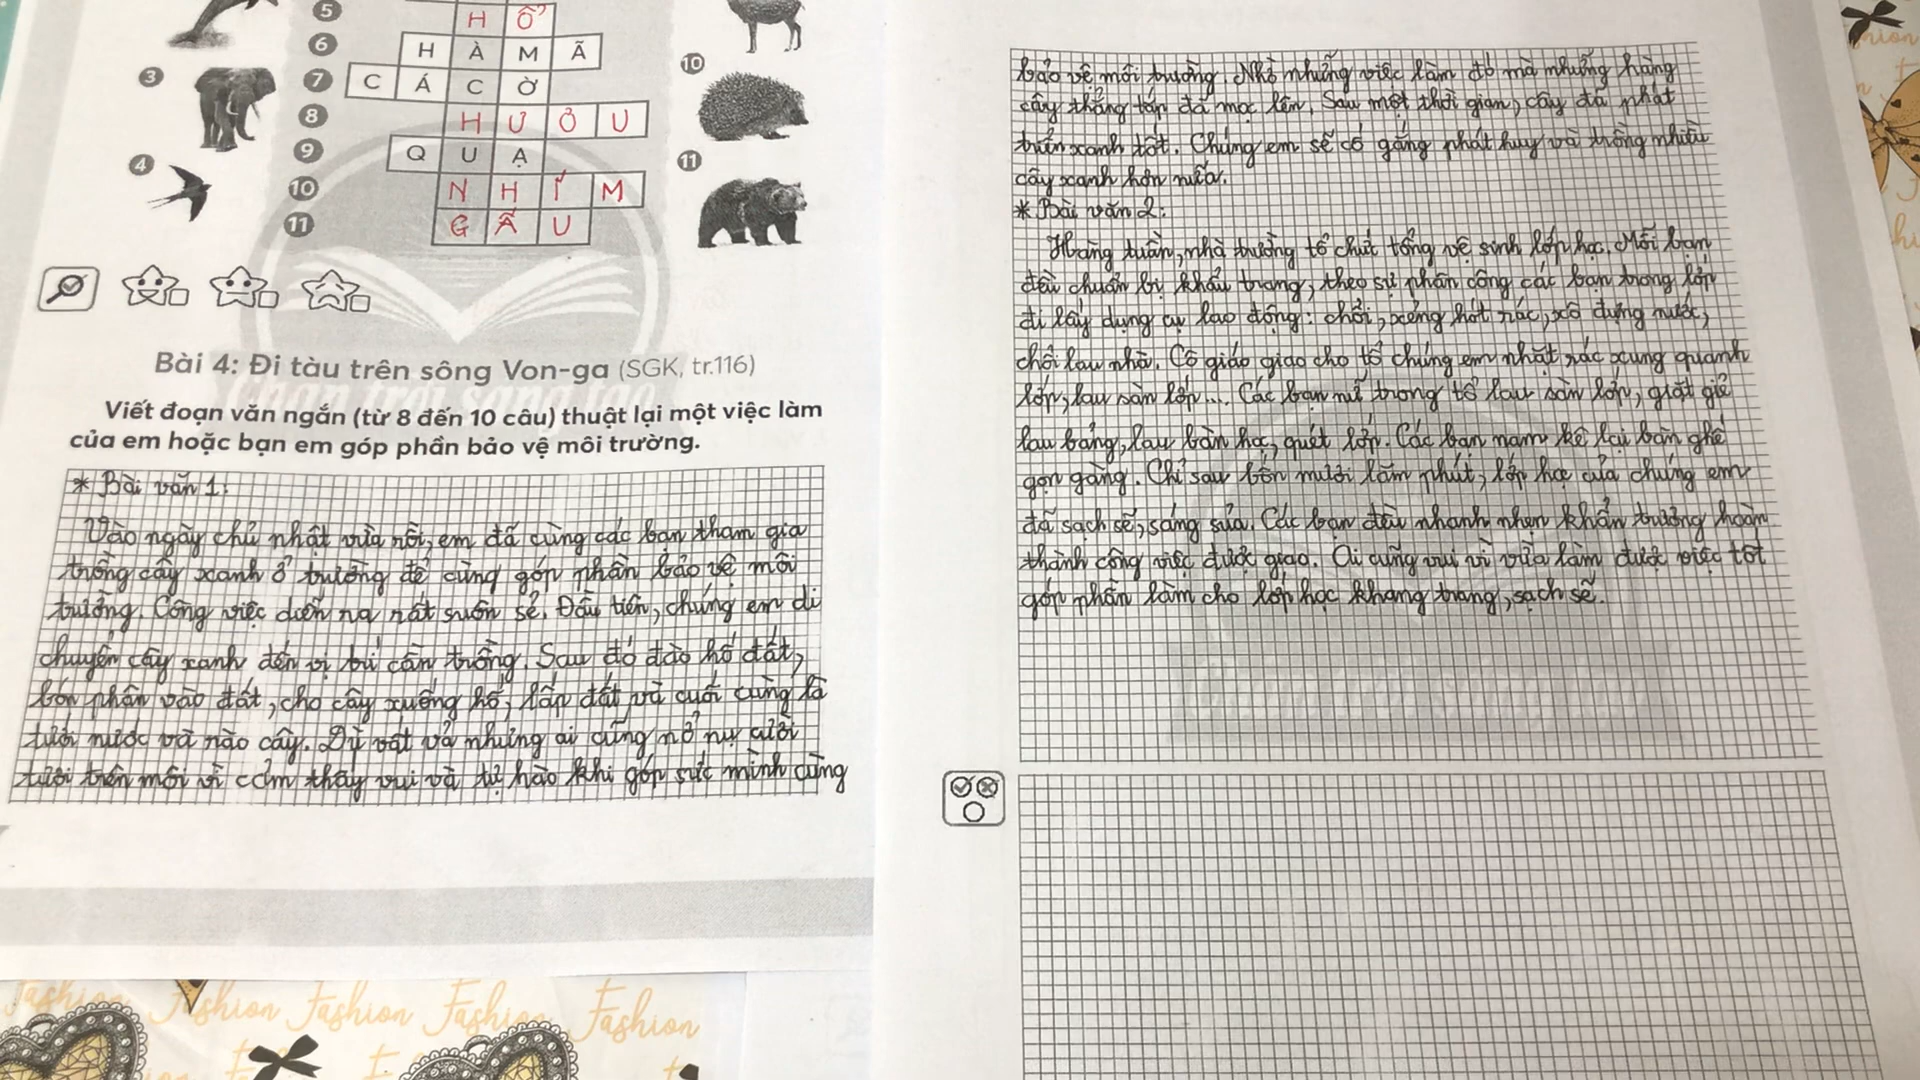 5 H Ổ
6 H À M Ã
3
7 C Á C Ờ
10
8 H Ư Ơ U
9 Q U Ạ
4
11
10 N H Í M
11 G Ấ U
Bài 4: Đi tàu trên sông Von-ga (SGK, tr.116)
Chân trời sáng tạo
Viết đoạn văn ngắn (từ 8 đến 10 câu) thuật lại một việc làm
của em hoặc bạn em góp phần bảo vệ môi trường.
* Bài văn 1:
Vào ngày chủ nhật vừa rồi, em đã cùng các bạn tham gia
trồng cây xanh ở trường để cùng góp phần bảo vệ môi
trường. Công việc diễn ra rất suôn sẻ. Đầu tiên, chúng em di
chuyển cây xanh đến vị trí cần trồng. Sau đó đào hố đất,
bón phân vào đất, cho cây xuống hố, lấp đất và cuối cùng là
tưới nước và rào cây. Dù vất vả nhưng ai cũng nở nụ cười
tươi trên môi vì cảm thấy vui và tự hào khi góp sức mình cùng
bảo vệ môi trường. Nhờ những việc làm đó mà những hàng
cây thẳng tắp đã mọc lên. Sau một thời gian, cây đã phát
triển xanh tốt. Chúng em sẽ cố gắng phát huy và trồng nhiều
cây xanh hơn nữa.
* Bài văn 2:
Hàng tuần, nhà trường tổ chức tổng vệ sinh lớp học. Mỗi bạn
đều chuẩn bị khẩu trang, theo sự phân công các bạn trong lớp
đi lấy dụng cụ lao động: chổi, xẻng hót rác, xô đựng nước,
chổi lau nhà. Cô giáo giao cho tổ chúng em nhặt rác xung quanh
lớp, lau sàn lớp... Các bạn nữ trong tổ lau sàn lớp, giặt giẻ
lau bảng, lau bàn học, quét lớp. Các bạn nam kê lại bàn ghế
gọn gàng. Chỉ sau bốn mươi lăm phút, lớp học của chúng em
đã sạch sẽ, sáng sủa. Các bạn đều nhanh nhẹn khẩn trương hoàn
thành công việc được giao. Ai cũng vui vì vừa làm được việc tốt
góp phần làm cho lớp học khang trang, sạch sẽ.
Fashion Fashion Fashion Fashion